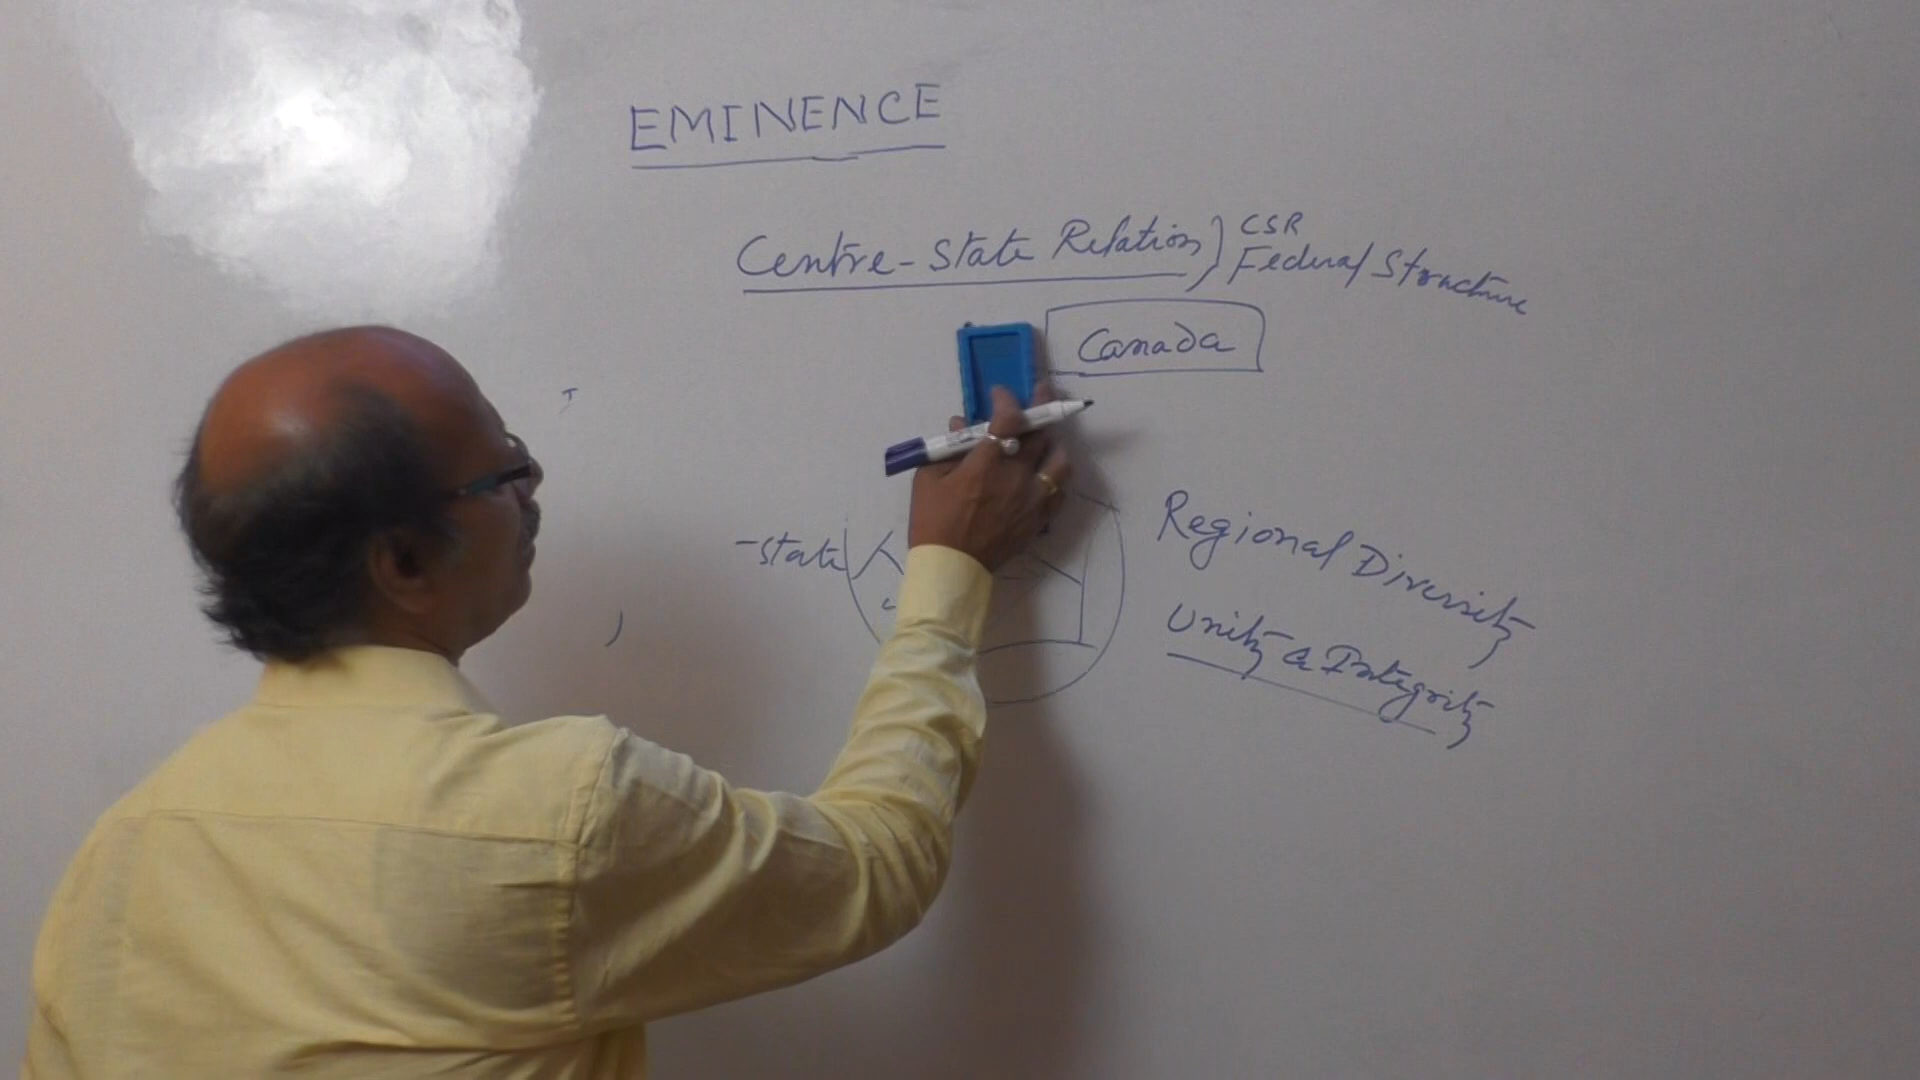 EMINENCE
Centre-State Relation) CSR
Federal Structure
Canada
-State
Regional Diversity
Unity & Integrity